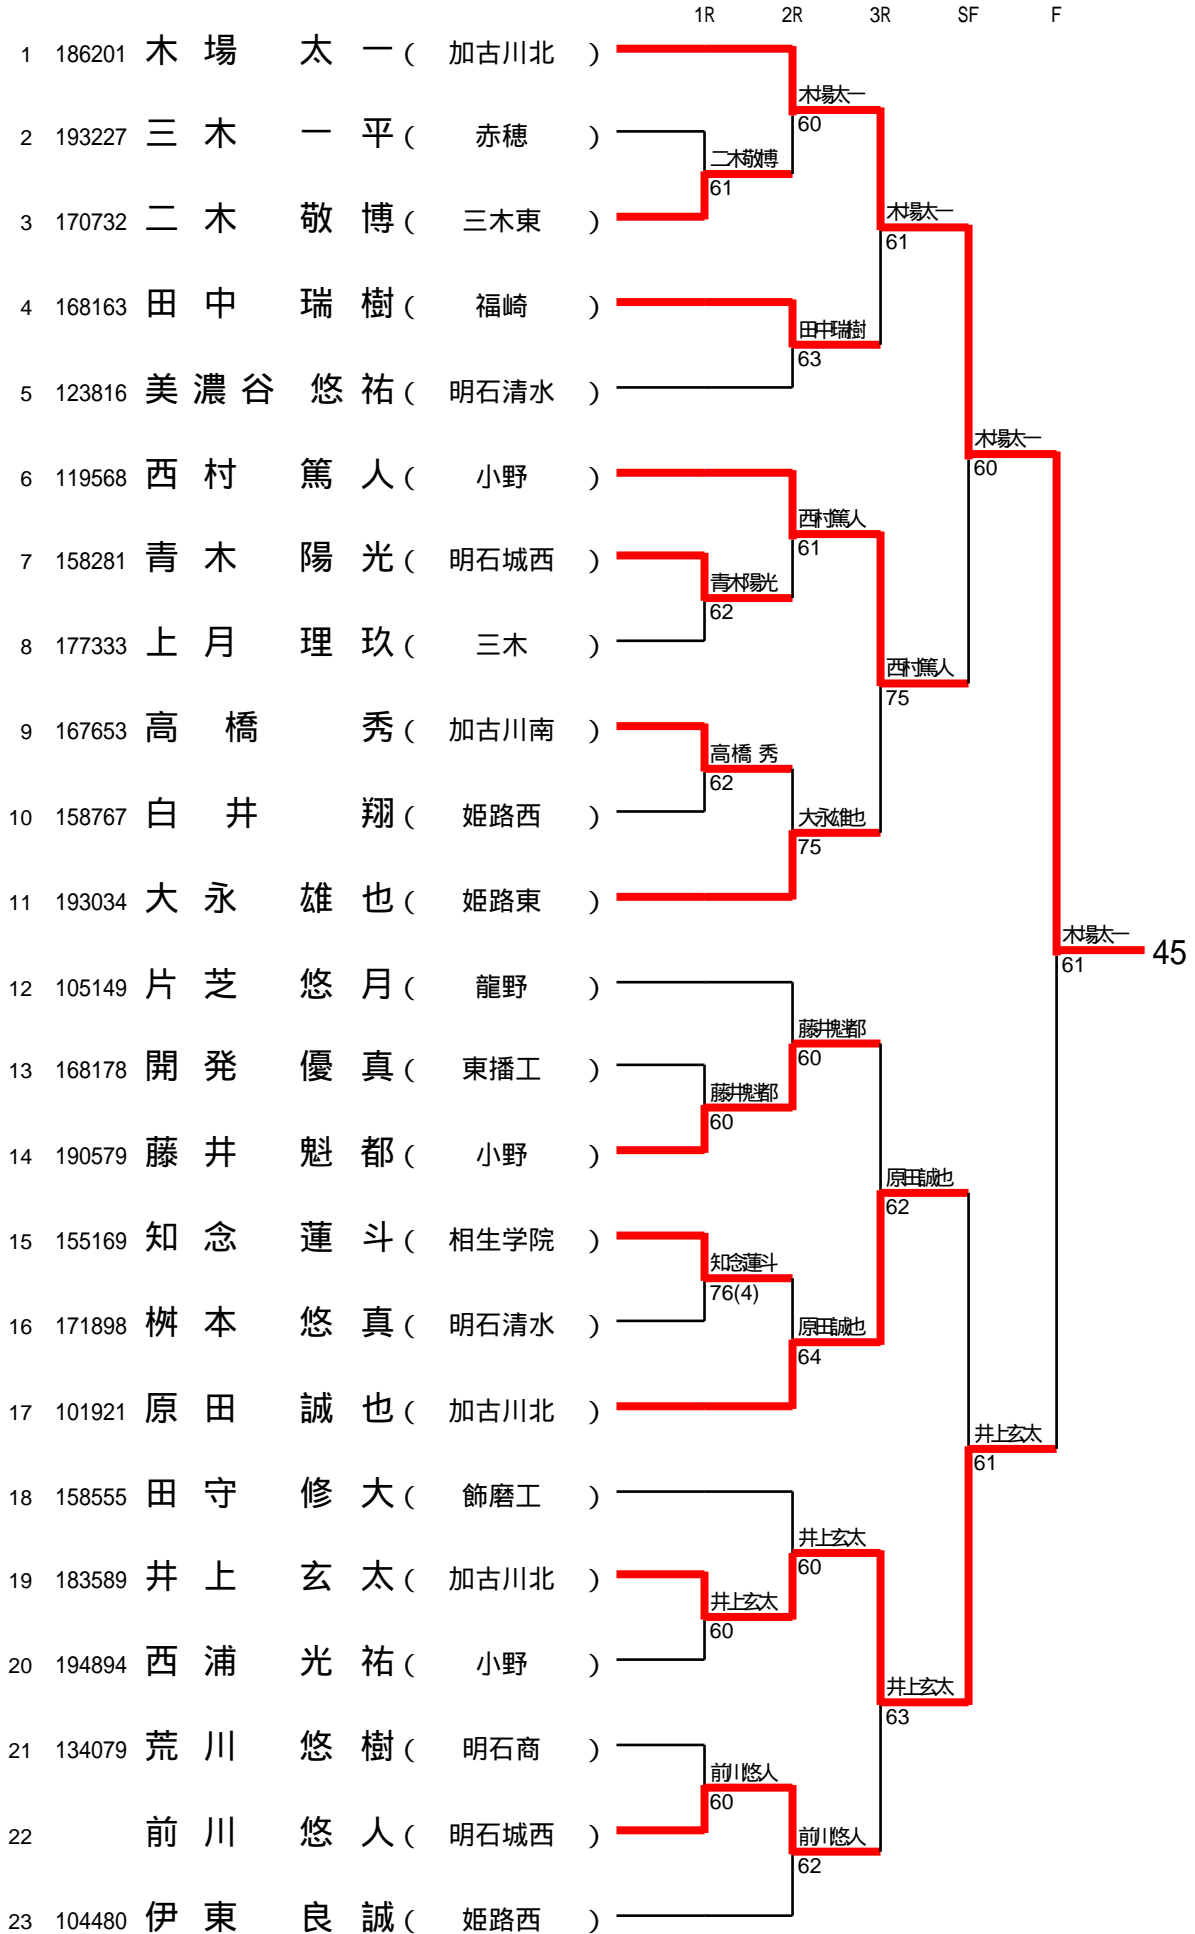 1R 2R 3R SF F
1 186201 木場 太一 ( 加古川北 )
木場太一
60
2 193227 三木 一平 ( 赤穂 )
二木敬博
61
3 170732 二木 敬博 ( 三木東 )
木場太一
61
4 168163 田中 瑞樹 ( 福崎 )
田中瑞樹
63
5 123816 美濃谷 悠祐 ( 明石清水 )
木場太一
60
6 119568 西村 篤人 ( 小野 )
西村篤人
61
7 158281 青木 陽光 ( 明石城西 )
青木陽光
62
8 177333 上月 理玖 ( 三木 )
西村篤人
75
9 167653 高橋 秀 ( 加古川南 )
高橋 秀
62
10 158767 白井 翔 ( 姫路西 )
大永雄也
75
11 193034 大永 雄也 ( 姫路東 )
木場太一
61
45
12 105149 片芝 悠月 ( 龍野 )
藤井魁都
60
13 168178 開発 優真 ( 東播工 )
藤井魁都
60
14 190579 藤井 魁都 ( 小野 )
原田誠也
62
15 155169 知念 蓮斗 ( 相生学院 )
知念蓮斗
76(4)
16 171898 桝本 悠真 ( 明石清水 )
原田誠也
64
17 101921 原田 誠也 ( 加古川北 )
井上玄太
61
18 158555 田守 修大 ( 飾磨工 )
井上玄太
60
19 183589 井上 玄太 ( 加古川北 )
井上玄太
60
20 194894 西浦 光祐 ( 小野 )
井上玄太
63
21 134079 荒川 悠樹 ( 明石商 )
前川悠人
60
22 前川 悠人 ( 明石城西 )
前川悠人
62
23 104480 伊東 良誠 ( 姫路西 )